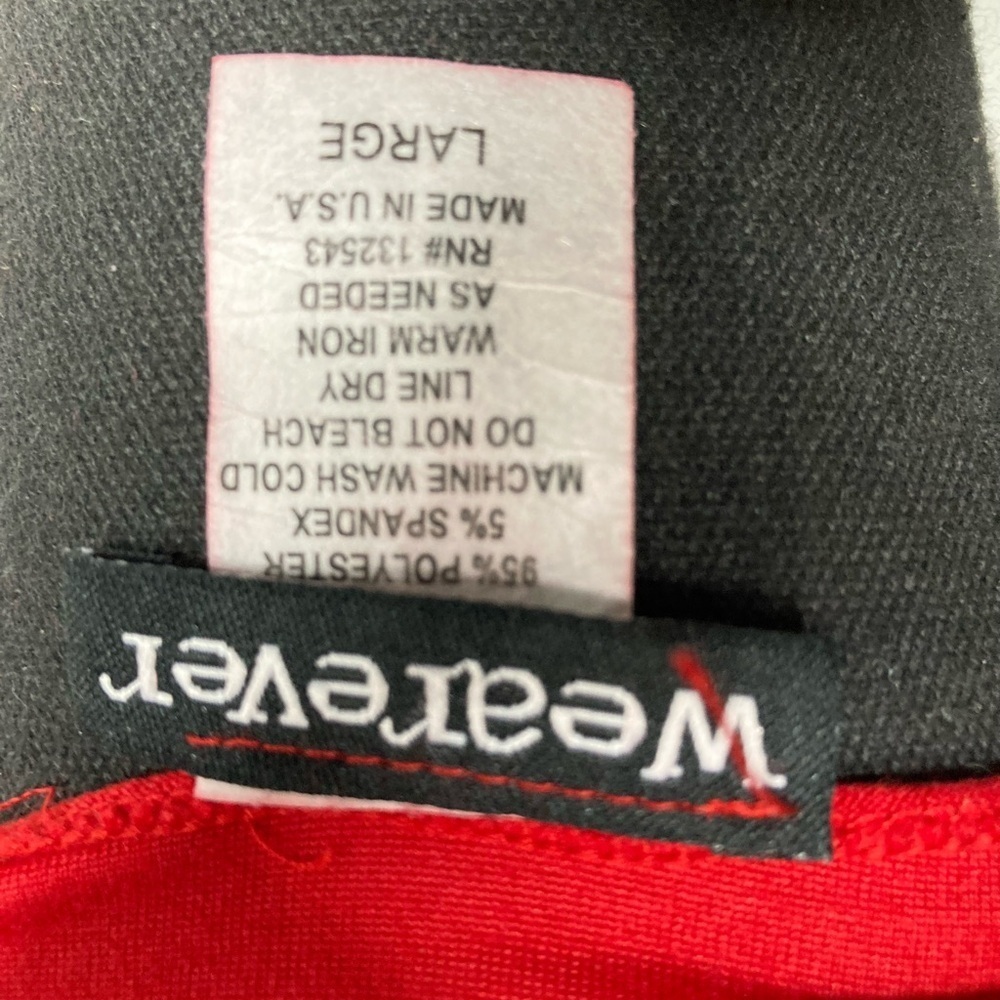 Wearever
95% POLYESTER
5% SPANDEX
MACHINE WASH COLD
DO NOT BLEACH
LINE DRY
WARM IRON
AS NEEDED
RN# 132543
MADE IN U.S.A.
LARGE